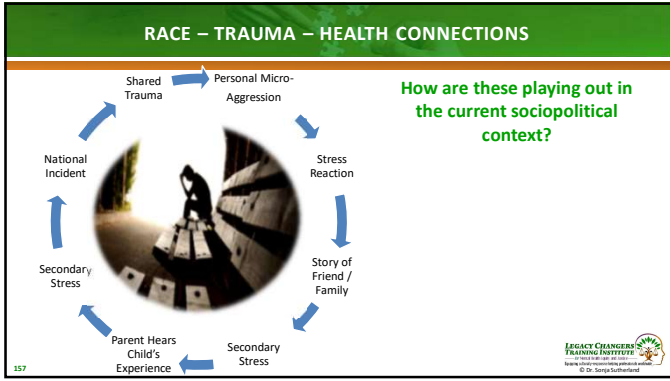 RACE – TRAUMA – HEALTH CONNECTIONS
Shared
Trauma
Personal Micro-
Aggression
Stress
Reaction
Story of
Friend /
Family
Secondary
Stress
Parent Hears
Child's
Experience
Secondary
Stress
National
Incident
How are these playing out in
the current sociopolitical
context?
157
LEGACY CHANGERS
TRAINING INSTITUTE
© Dr. Sonja Sutherland